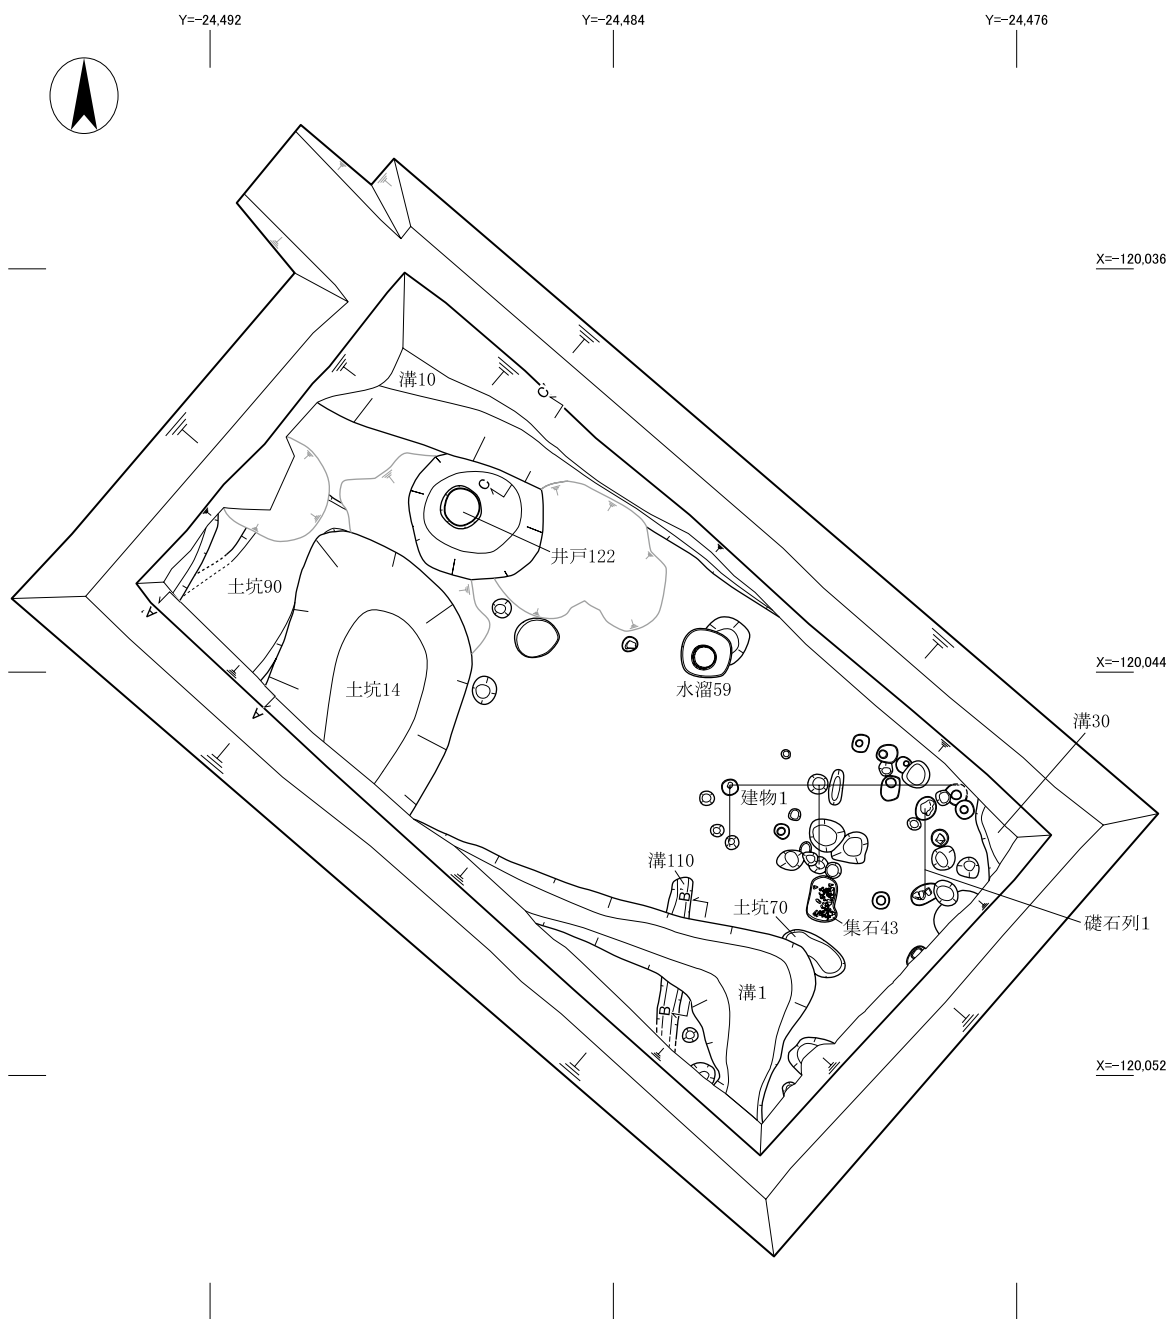 Y=-24,492
Y=-24,484
Y=-24,476
X=-120,036
溝10
C'
C
井戸122
土坑90
A'
土坑14
X=-120,044
水溜59
A
溝30
建物1
溝110
B'
土坑70
集石43
礎石列1
溝1
B
X=-120,052